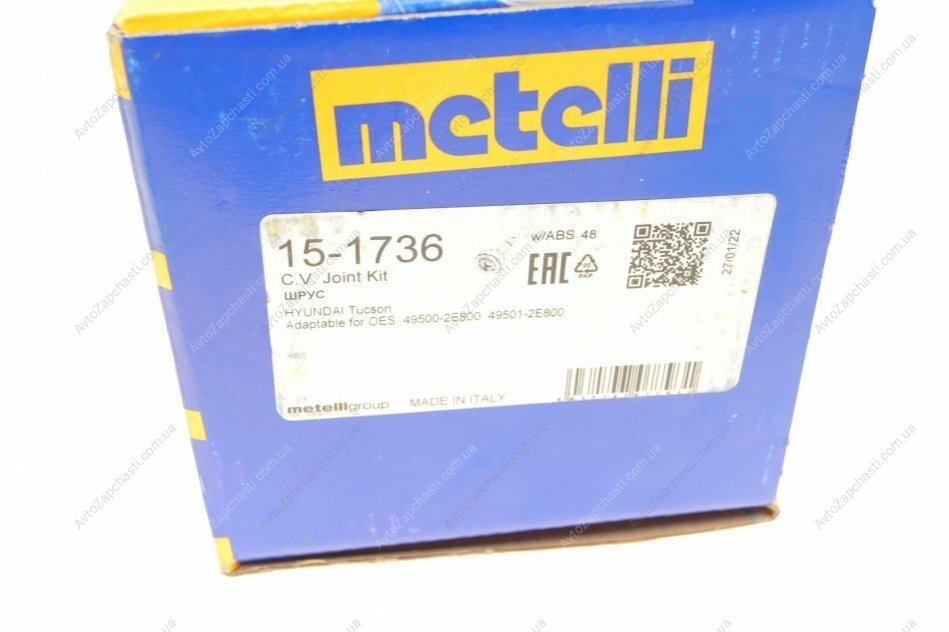 metelli
15-1736
w/ABS 48
C.V. Joint Kit
ШРУС
EAC
PAP
27/01/22
HYUNDAI Tucson
Adaptable for OES 49500-2E800 49501-2E800
metelligroup MADE IN ITALY
AvtoZapchasti.com.ua